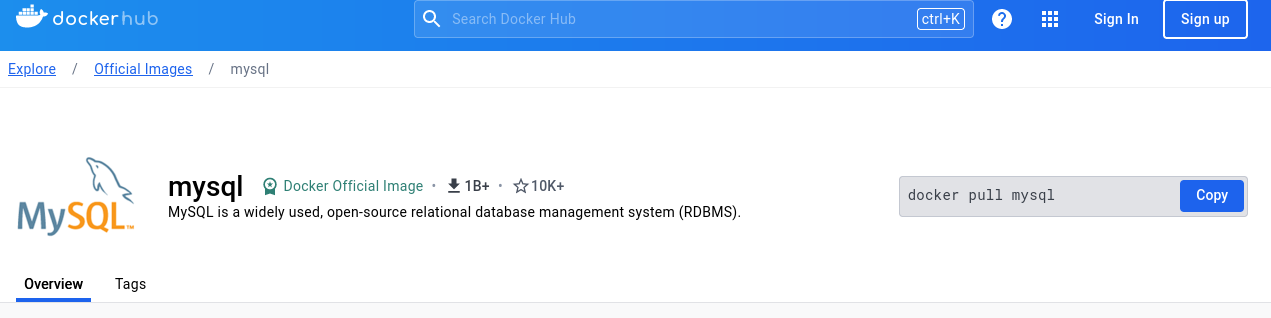 dockerhub
Search Docker Hub
ctrl+K
Sign In
Sign up
Explore / Official Images / mysql
MySQL™
mysql
Docker Official Image • 1B+ • 10K+
MySQL is a widely used, open-source relational database management system (RDBMS).
docker pull mysql
Copy
Overview
Tags